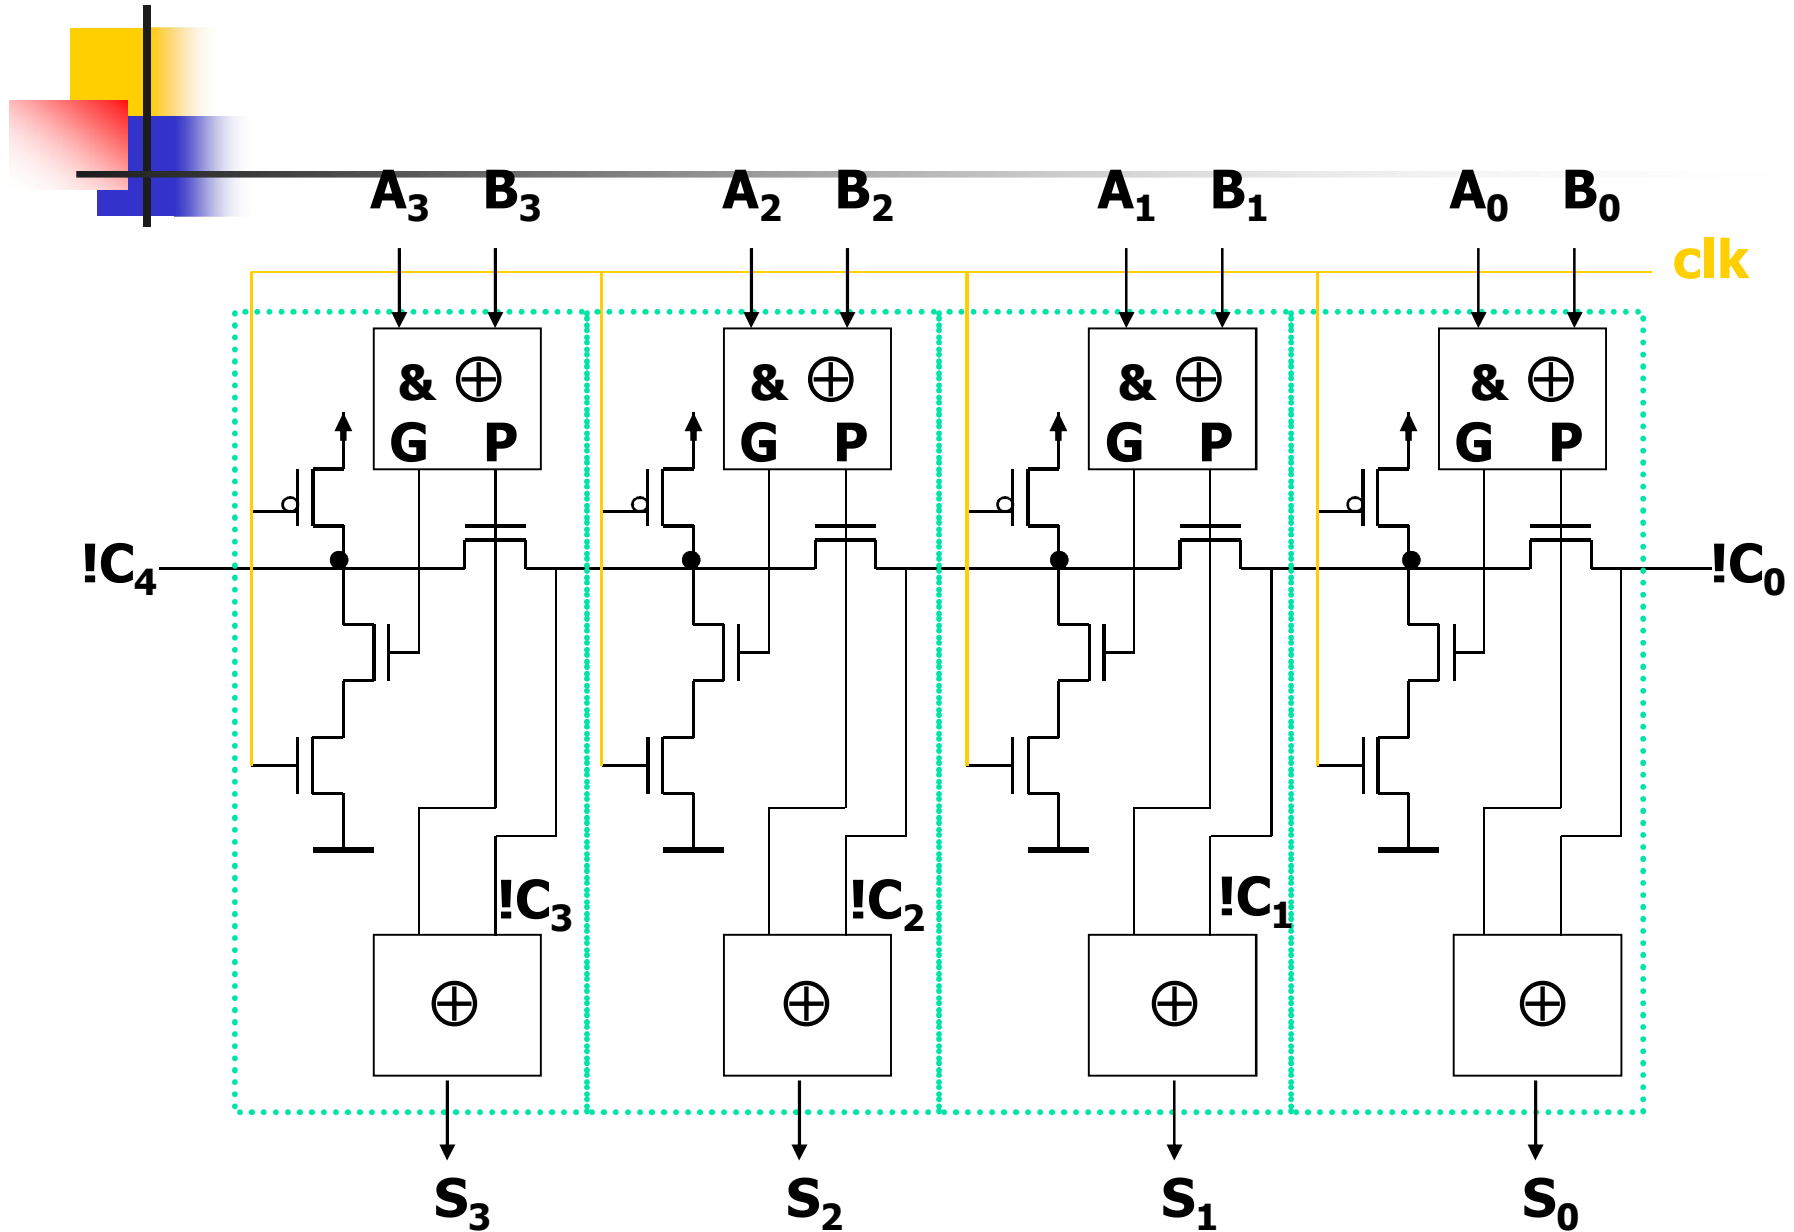 A3 B3 A2 B2 A1 B1 A0 B0
clk
& ⊕ & ⊕ & ⊕ & ⊕
G P G P G P G P
!C4 !C0
!C3 !C2 !C1
⊕ ⊕ ⊕ ⊕
S3 S2 S1 S0